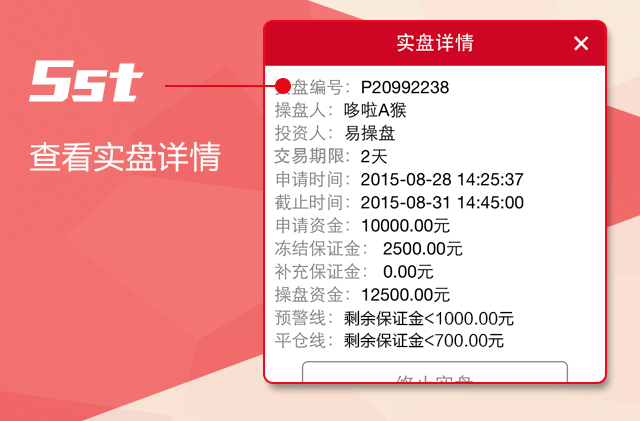 5st
查看实盘详情
实盘详情
实盘编号：P20992238
操盘人：哆啦A猴
投资人：易操盘
交易期限：2天
申请时间：2015-08-28 14:25:37
截止时间：2015-08-31 14:45:00
申请资金：10000.00元
冻结保证金： 2500.00元
补充保证金： 0.00元
操盘资金：12500.00元
预警线：剩余保证金<1000.00元
平仓线：剩余保证金<700.00元
终止实盘